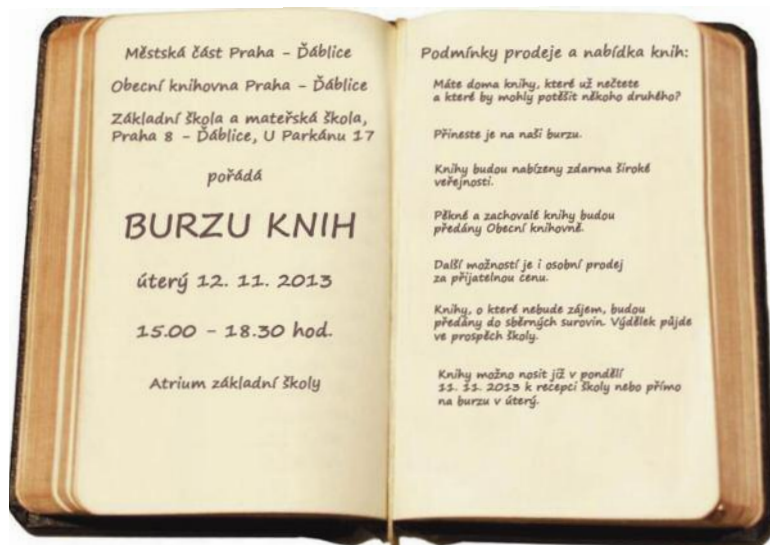 Městská část Praha - Ďáblice
Obecní knihovna Praha - Ďáblice
Základní škola a mateřská škola,
Praha 8 - Ďáblice, U Parkánu 17
pořádá
BURZU KNIH
úterý 12. 11. 2013
15.00 - 18.30 hod.
Atrium základní školy
Podmínky prodeje a nabídka knih:
Máte doma knihy, které už nečtete
a které by mohly potěšit někoho druhého?
Přineste je na naši burzu.
Knihy budou nabízeny zdarma široké
veřejnosti.
Pěkné a zachovalé knihy budou
předány Obecní knihovně.
Další možností je i osobní prodej
za přijatelnou cenu.
Knihy, o které nebude zájem, budou
předány do sběrných surovin. Výdělek půjde
ve prospěch školy.
Knihy možno nosit již v pondělí
11. 11. 2013 k recepci školy nebo přímo
na burzu v úterý.